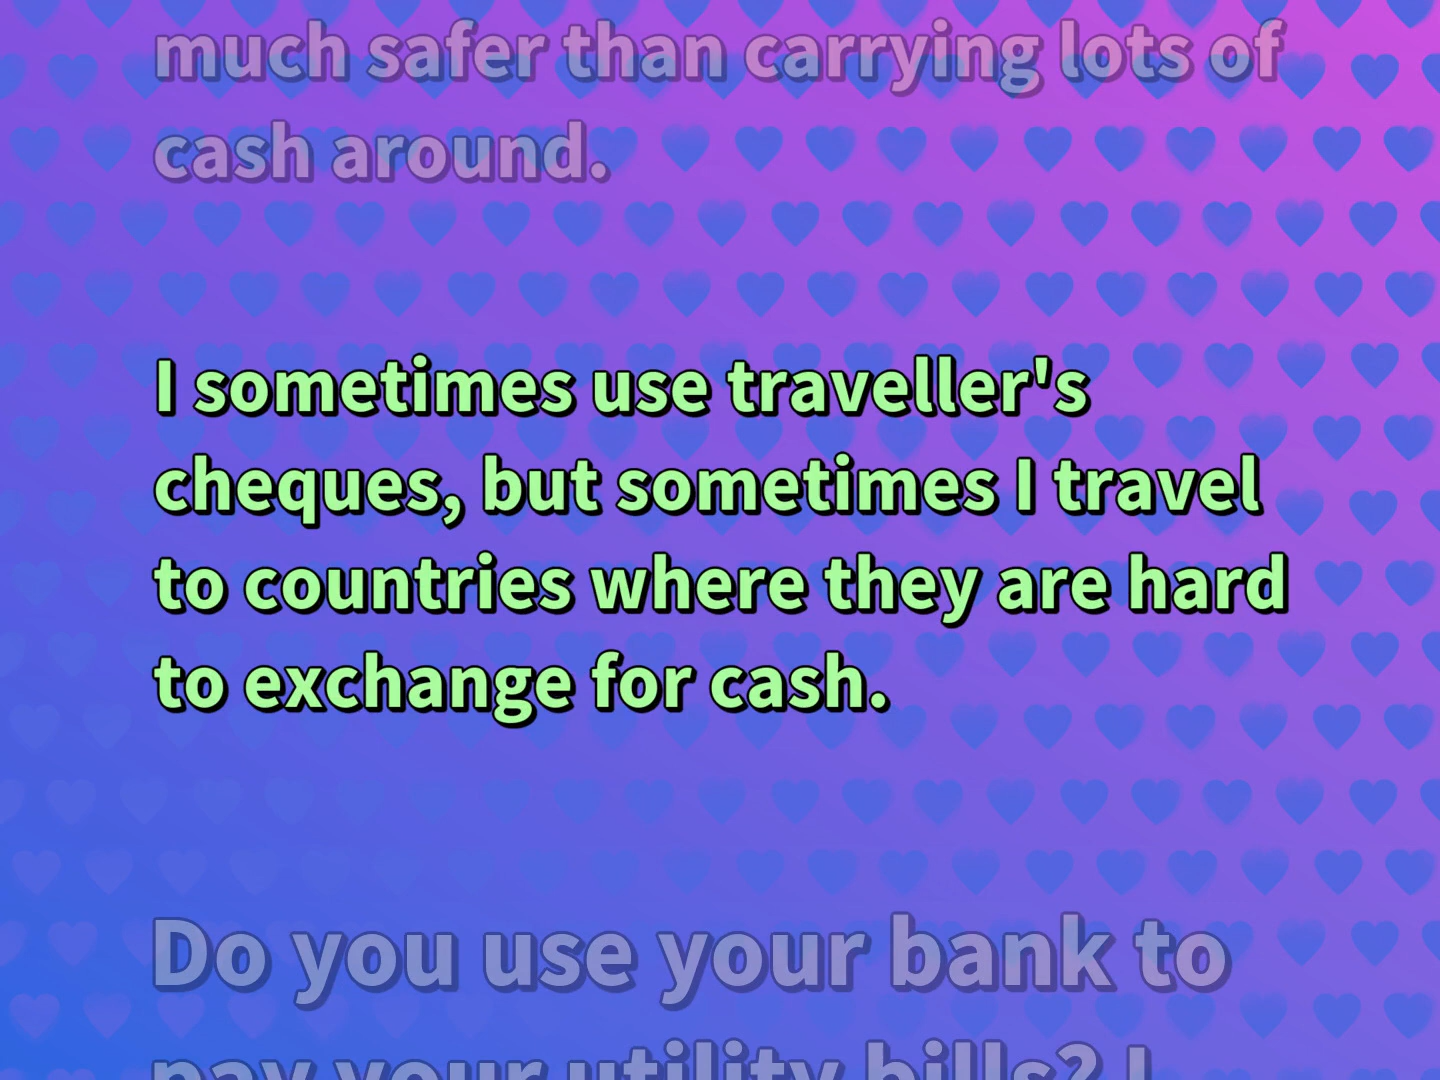 much safer than carrying lots of
cash around.
I sometimes use traveller's
cheques, but sometimes I travel
to countries where they are hard
to exchange for cash.
Do you use your bank to
pay your utility bills? I